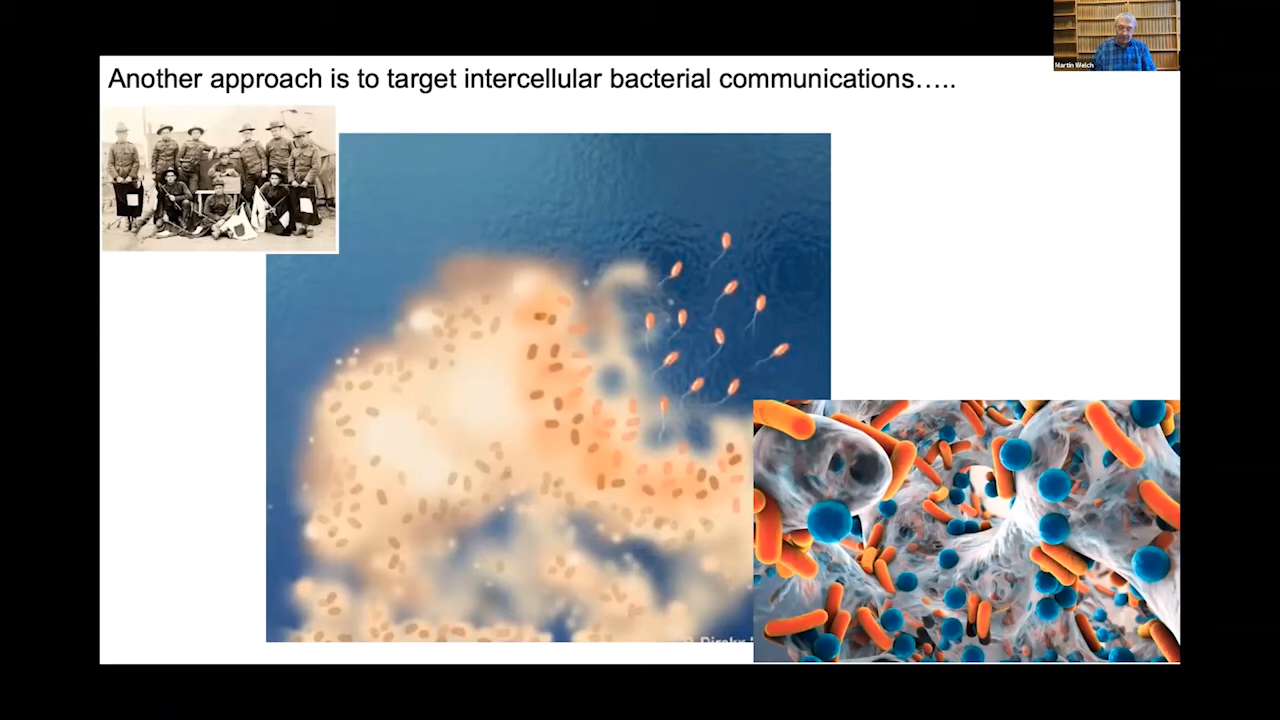 Martin Welch
Another approach is to target intercellular bacterial communications…..